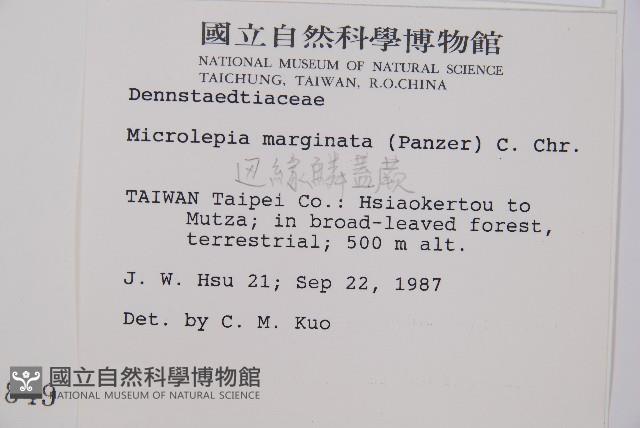 國立自然科學博物館
NATIONAL MUSEUM OF NATURAL SCIENCE
TAICHUNG, TAIWAN, R.O.CHINA
Dennstaedtiaceae
Microlepia marginata (Panzer) C. Chr.
边緣鱗蓋蕨
TAIWAN Taipei Co.: Hsiaokertou to
Mutza; in broad-leaved forest,
terrestrial; 500 m alt.
J. W. Hsu 21; Sep 22, 1987
Det. by C. M. Kuo
國立自然科學博物館
NATIONAL MUSEUM OF NATURAL SCIENCE
849